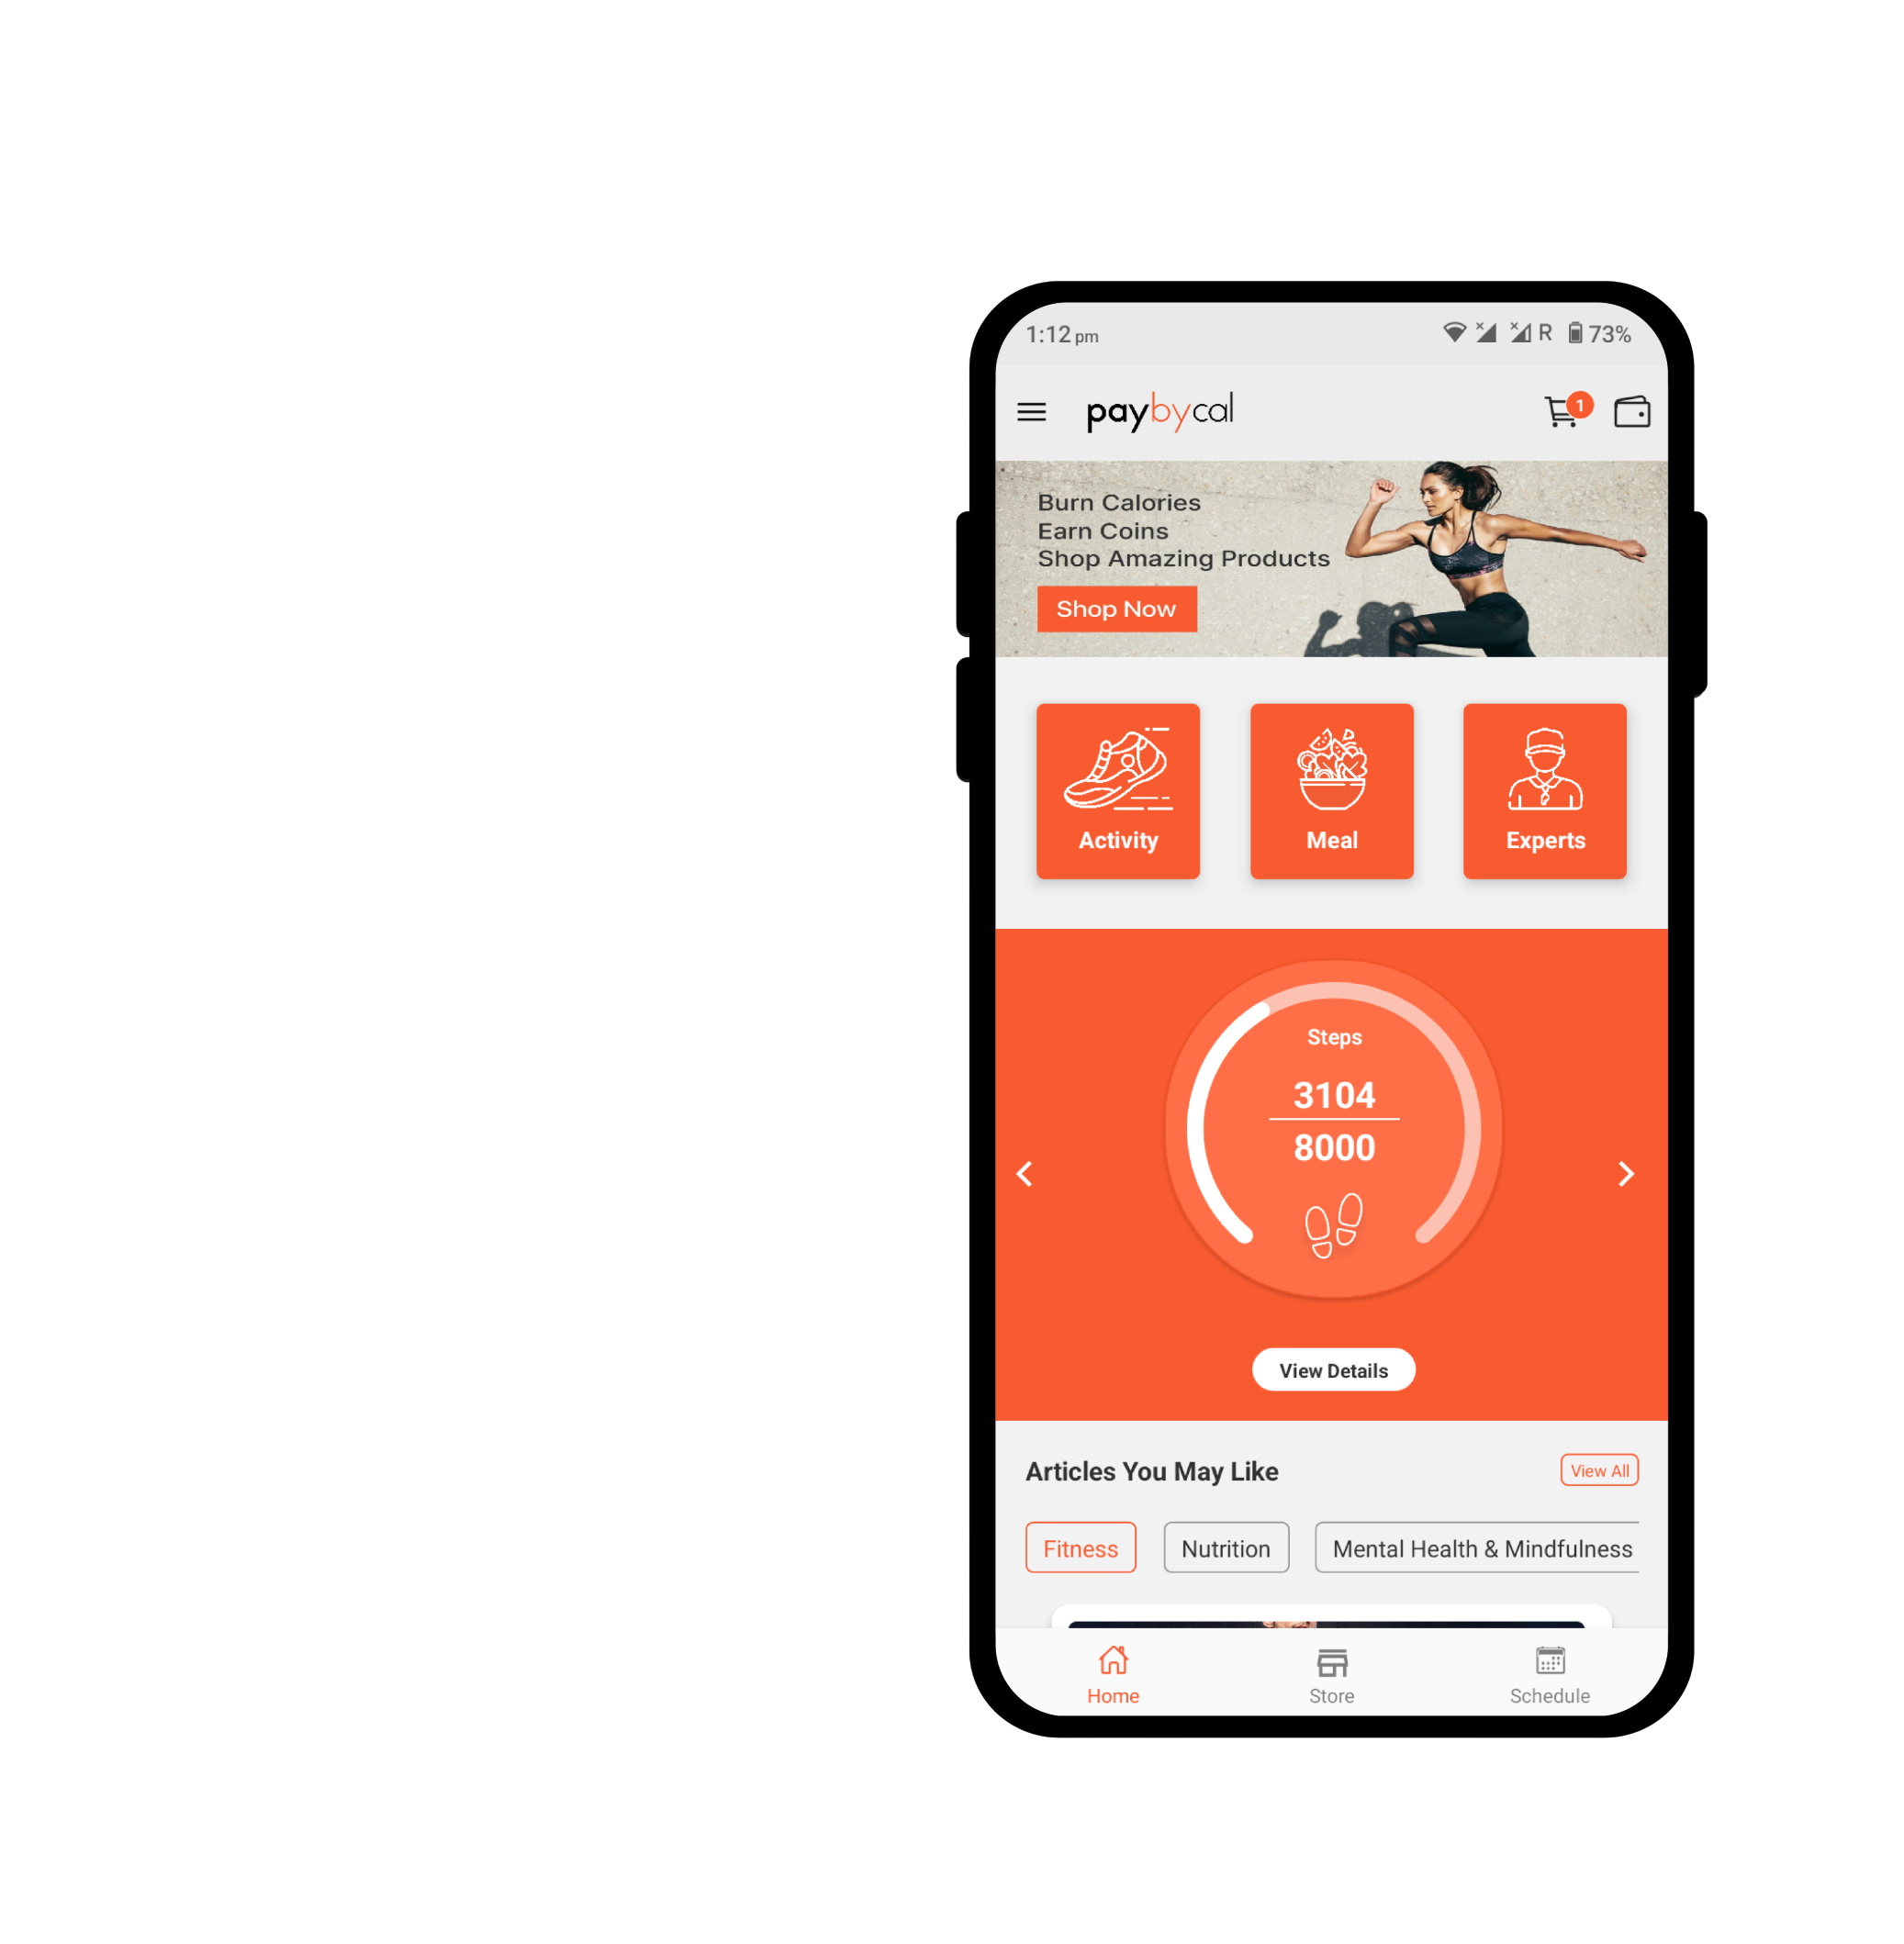 1:12 pm R 73%
paybycal 1
Burn Calories
Earn Coins
Shop Amazing Products
Shop Now
Activity Meal Experts
Steps
3104
8000
View Details
Articles You May Like View All
Fitness Nutrition Mental Health & Mindfulness
Home Store Schedule